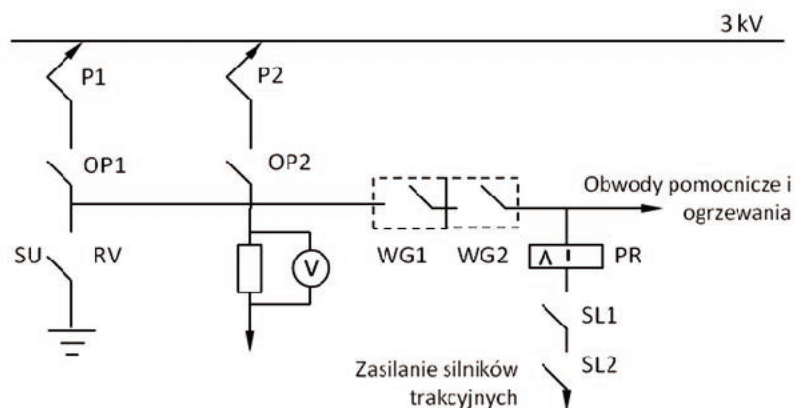 3 kV
P1
P2
OP1
OP2
Obwody pomocnicze i
ogrzewania
SU
RV
V
WG1
WG2
Λ I
PR
SL1
SL2
Zasilanie silników
trakcyjnych